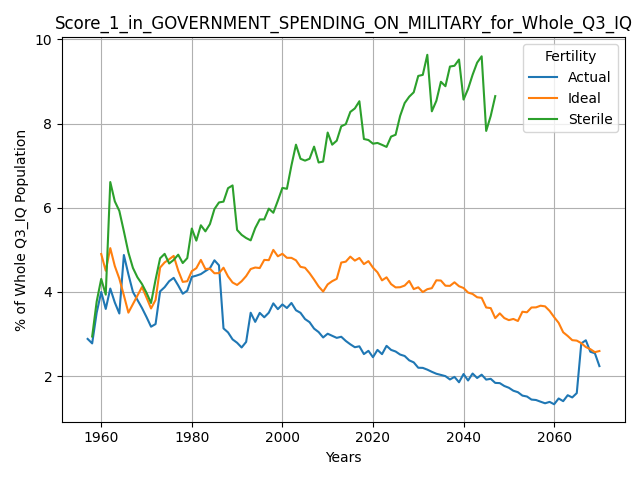 Score_1_in_GOVERNMENT_SPENDING_ON_MILITARY_for_Whole_Q3_IQ
10
8
6
4
2
% of Whole Q3_IQ Population
Fertility
Actual
Ideal
Sterile
1960 1980 2000 2020 2040 2060
Years